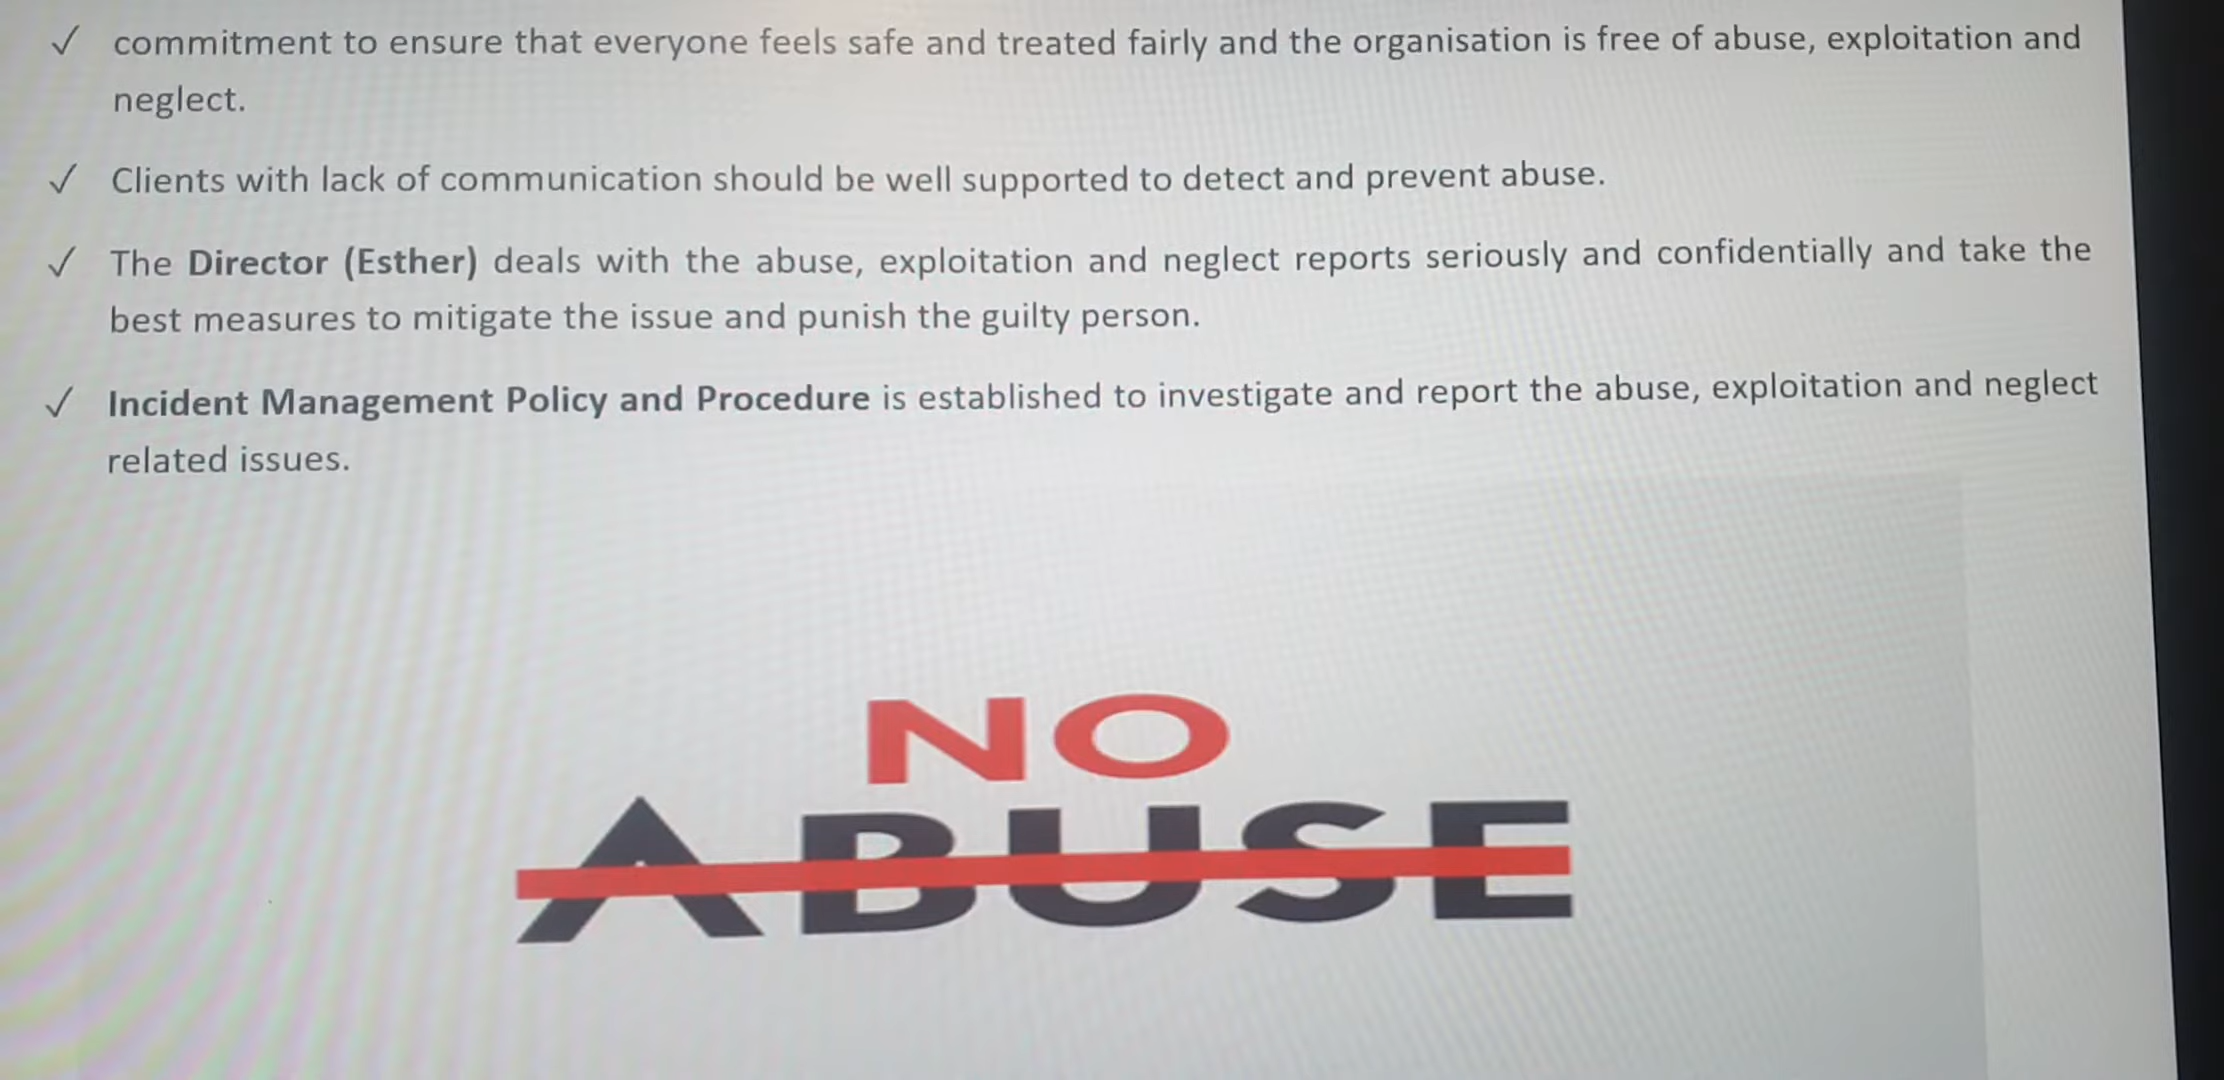 ✓ commitment to ensure that everyone feels safe and treated fairly and the organisation is free of abuse, exploitation and
neglect.
✓ Clients with lack of communication should be well supported to detect and prevent abuse.
✓ The Director (Esther) deals with the abuse, exploitation and neglect reports seriously and confidentially and take the
best measures to mitigate the issue and punish the guilty person.
✓ Incident Management Policy and Procedure is established to investigate and report the abuse, exploitation and neglect
related issues.
NO
ABUSE